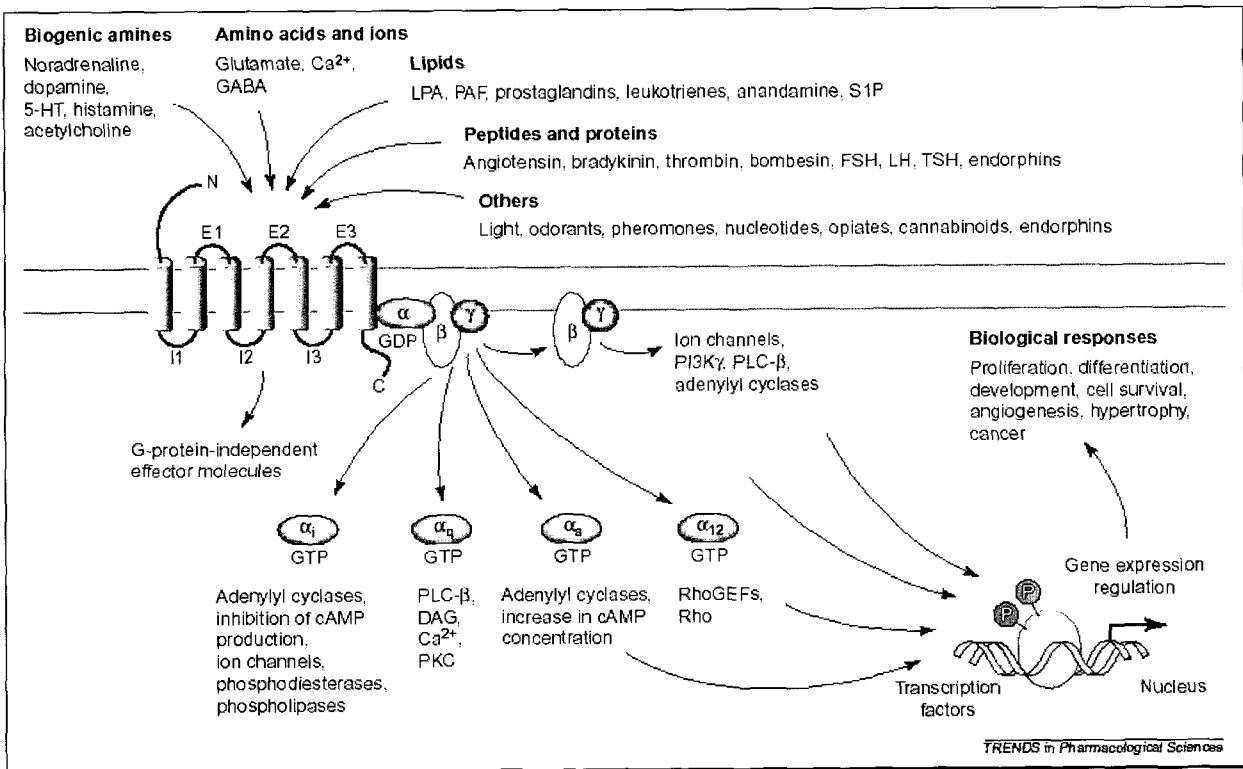 Biogenic amines
Noradrenaline,
dopamine,
5-HT, histamine,
acetylcholine
Amino acids and ions
Glutamate, Ca2+,
GABA
Lipids
LPA, PAF, prostaglandins, leukotrienes, anandamine, S1P
Peptides and proteins
Angiotensin, bradykinin, thrombin, bombesin, FSH, LH, TSH, endorphins
Others
Light, odorants, pheromones, nucleotides, opiates, cannabinoids, endorphins
N
E1
E2
E3
α
GDP
β
γ
β
γ
I1
I2
I3
C
Ion channels,
PI3Kγ, PLC-β,
adenylyl cyclases
Biological responses
Proliferation, differentiation,
development, cell survival,
angiogenesis, hypertrophy,
cancer
G-protein-independent
effector molecules
αi
GTP
αq
GTP
αs
GTP
α12
GTP
Adenylyl cyclases,
inhibition of cAMP
production,
ion channels,
phosphodiesterases,
phospholipases
PLC-β,
DAG,
Ca2+,
PKC
Adenylyl cyclases,
increase in cAMP
concentration
RhoGEFs,
Rho
Gene expression
regulation
P
P
Transcription
factors
Nucleus
TRENDS in Pharmacological Sciences